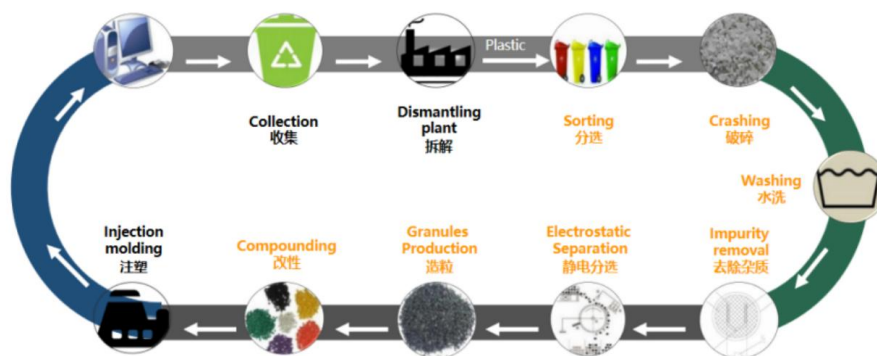 Plastic
Collection
收集
Dismantling
plant
拆解
Sorting
分选
Crashing
破碎
Washing
水洗
Injection
molding
注塑
Compounding
改性
Granules
Production
造粒
Electrostatic
Separation
静电分选
Impurity
removal
去除杂质